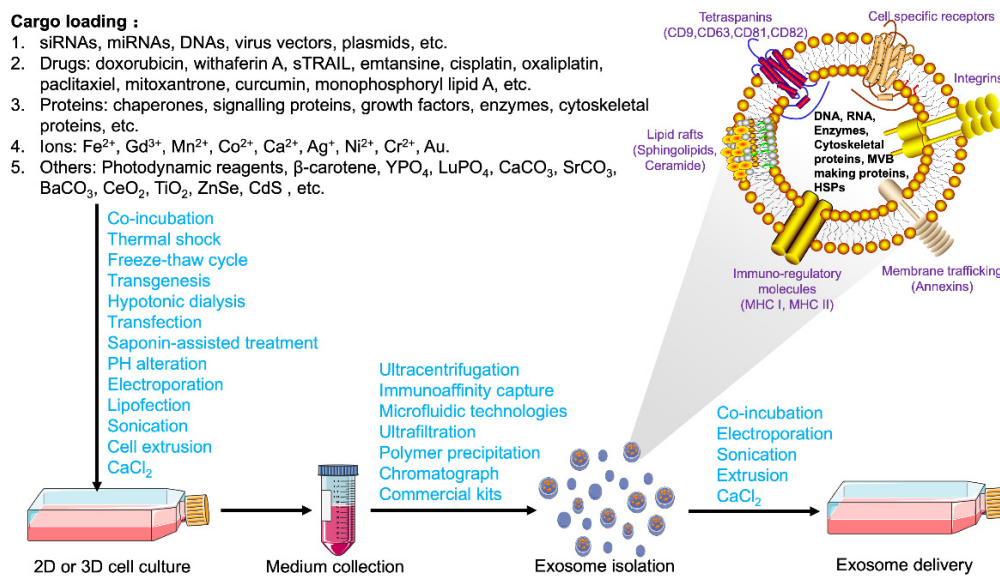 Cargo loading :
1. siRNAs, miRNAs, DNAs, virus vectors, plasmids, etc.
2. Drugs: doxorubicin, withaferin A, sTRAIL, emtansine, cisplatin, oxaliplatin,
paclitaxiel, mitoxantrone, curcumin, monophosphoryl lipid A, etc.
3. Proteins: chaperones, signalling proteins, growth factors, enzymes, cytoskeletal
proteins, etc.
4. Ions: Fe²⁺, Gd³⁺, Mn²⁺, Co²⁺, Ca²⁺, Ag⁺, Ni²⁺, Cr²⁺, Au.
5. Others: Photodynamic reagents, β-carotene, YPO₄, LuPO₄, CaCO₃, SrCO₃,
BaCO₃, CeO₂, TiO₂, ZnSe, CdS , etc.
Tetraspanins
(CD9,CD63,CD81,CD82)
Cell specific receptors
Integrins
Lipid rafts
(Sphingolipids,
Ceramide)
DNA, RNA,
Enzymes,
Cytoskeletal
proteins, MVB
making proteins,
HSPs
Immuno-regulatory
molecules
(MHC I, MHC II)
Membrane trafficking
(Annexins)
Co-incubation
Thermal shock
Freeze-thaw cycle
Transgenesis
Hypotonic dialysis
Transfection
Saponin-assisted treatment
PH alteration
Electroporation
Lipofection
Sonication
Cell extrusion
CaCl₂
Ultracentrifugation
Immunoaffinity capture
Microfluidic technologies
Ultrafiltration
Polymer precipitation
Chromatograph
Commercial kits
Co-incubation
Electroporation
Sonication
Extrusion
CaCl₂
2D or 3D cell culture
Medium collection
Exosome isolation
Exosome delivery